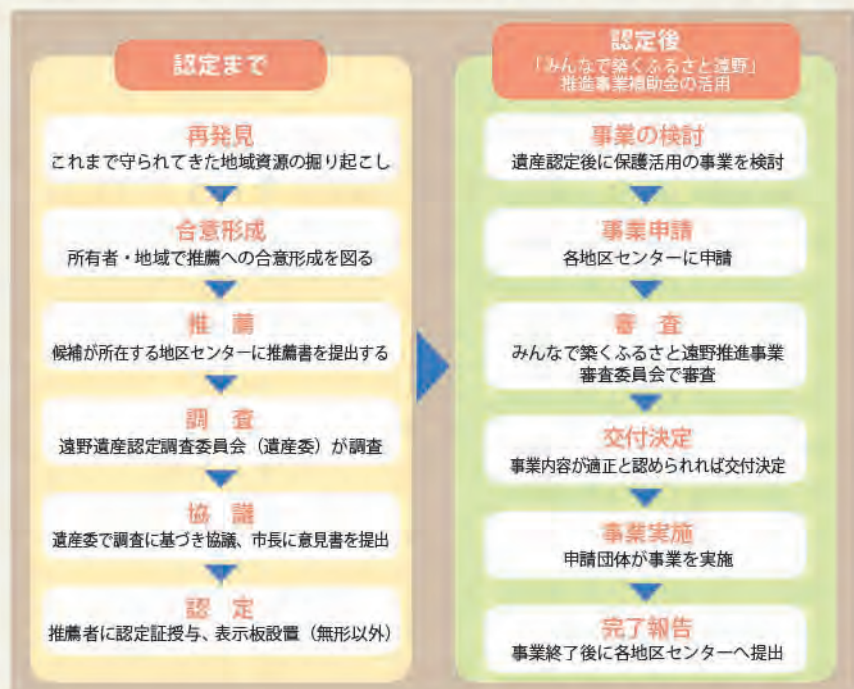 認定まで
再発見
これまで守られてきた地域資源の掘り起こし
合意形成
所有者・地域で推薦への合意形成を図る
推 薦
候補が所在する地区センターに推薦書を提出する
調 査
遠野遺産認定調査委員会（遺産委）が調査
協 議
遺産委で調査に基づき協議、市長に意見書を提出
認 定
推薦者に認定証授与、表示板設置（無形以外）
認定後
「みんなで築くふるさと遠野」
推進事業補助金の活用
事業の検討
遺産認定後に保護活用の事業を検討
事業申請
各地区センターに申請
審 査
みんなで築くふるさと遠野推進事業
審査委員会で審査
交付決定
事業内容が適正と認められれば交付決定
事業実施
申請団体が事業を実施
完了報告
事業終了後に各地区センターへ提出